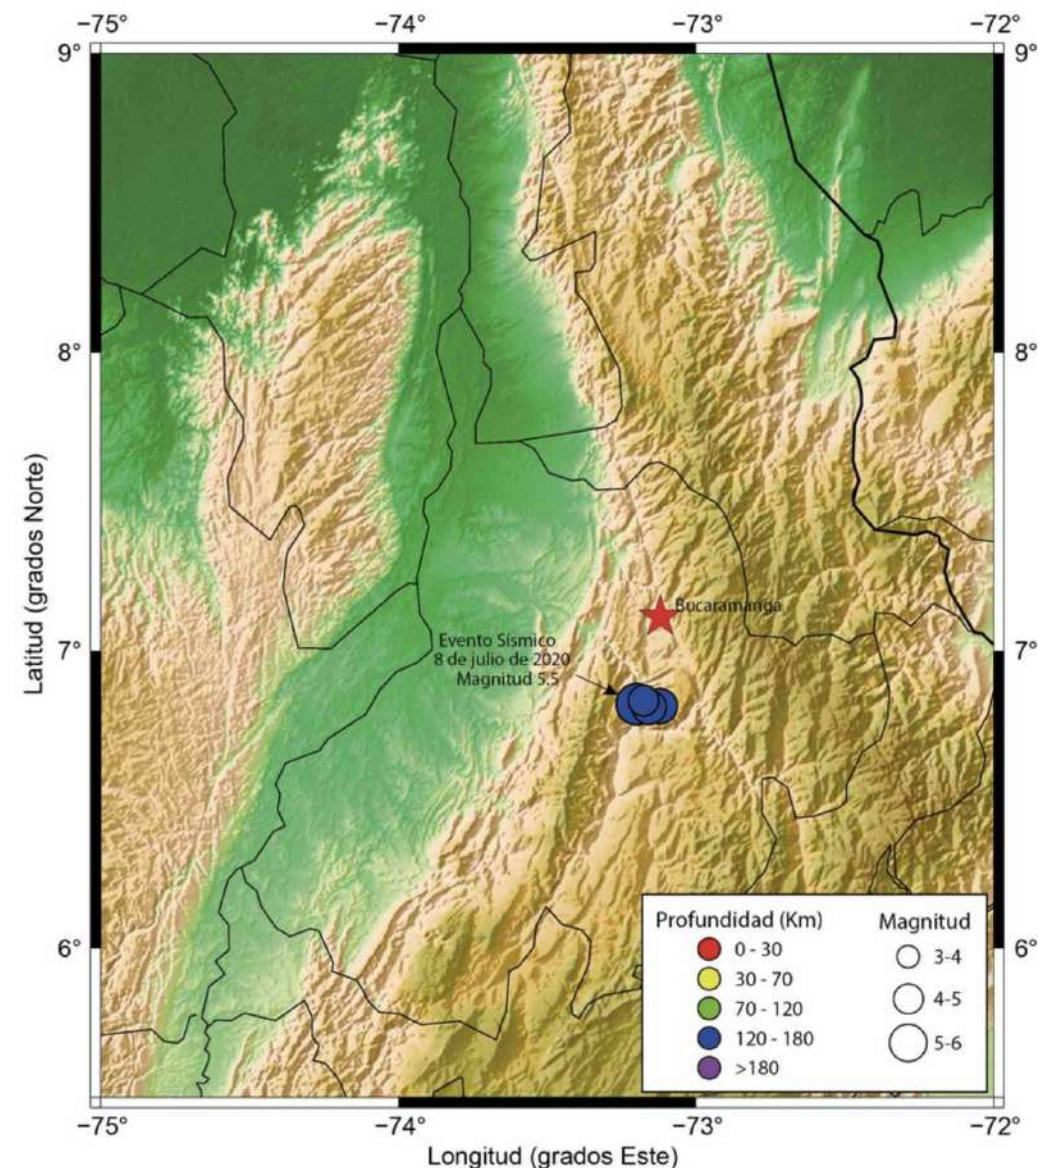 −75°
−74°
−73°
−72°
9°
9°
8°
8°
7°
7°
6°
6°
Latitud (grados Norte)
Bucaramanga
Evento Sísmico
8 de julio de 2020
Magnitud 5.5
Profundidad (Km)
0 - 30
30 - 70
70 - 120
120 - 180
>180
Magnitud
3-4
4-5
5-6
−75°
−74°
−73°
−72°
Longitud (grados Este)